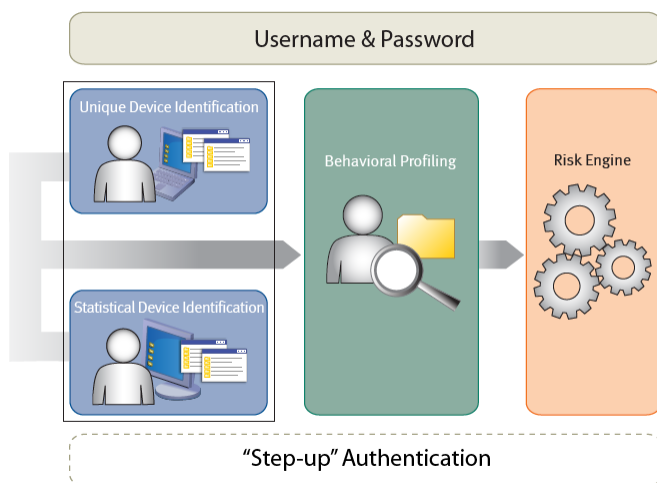 Username & Password
Unique Device Identification
Behavioral Profiling
Risk Engine
Statistical Device Identification
“Step-up” Authentication